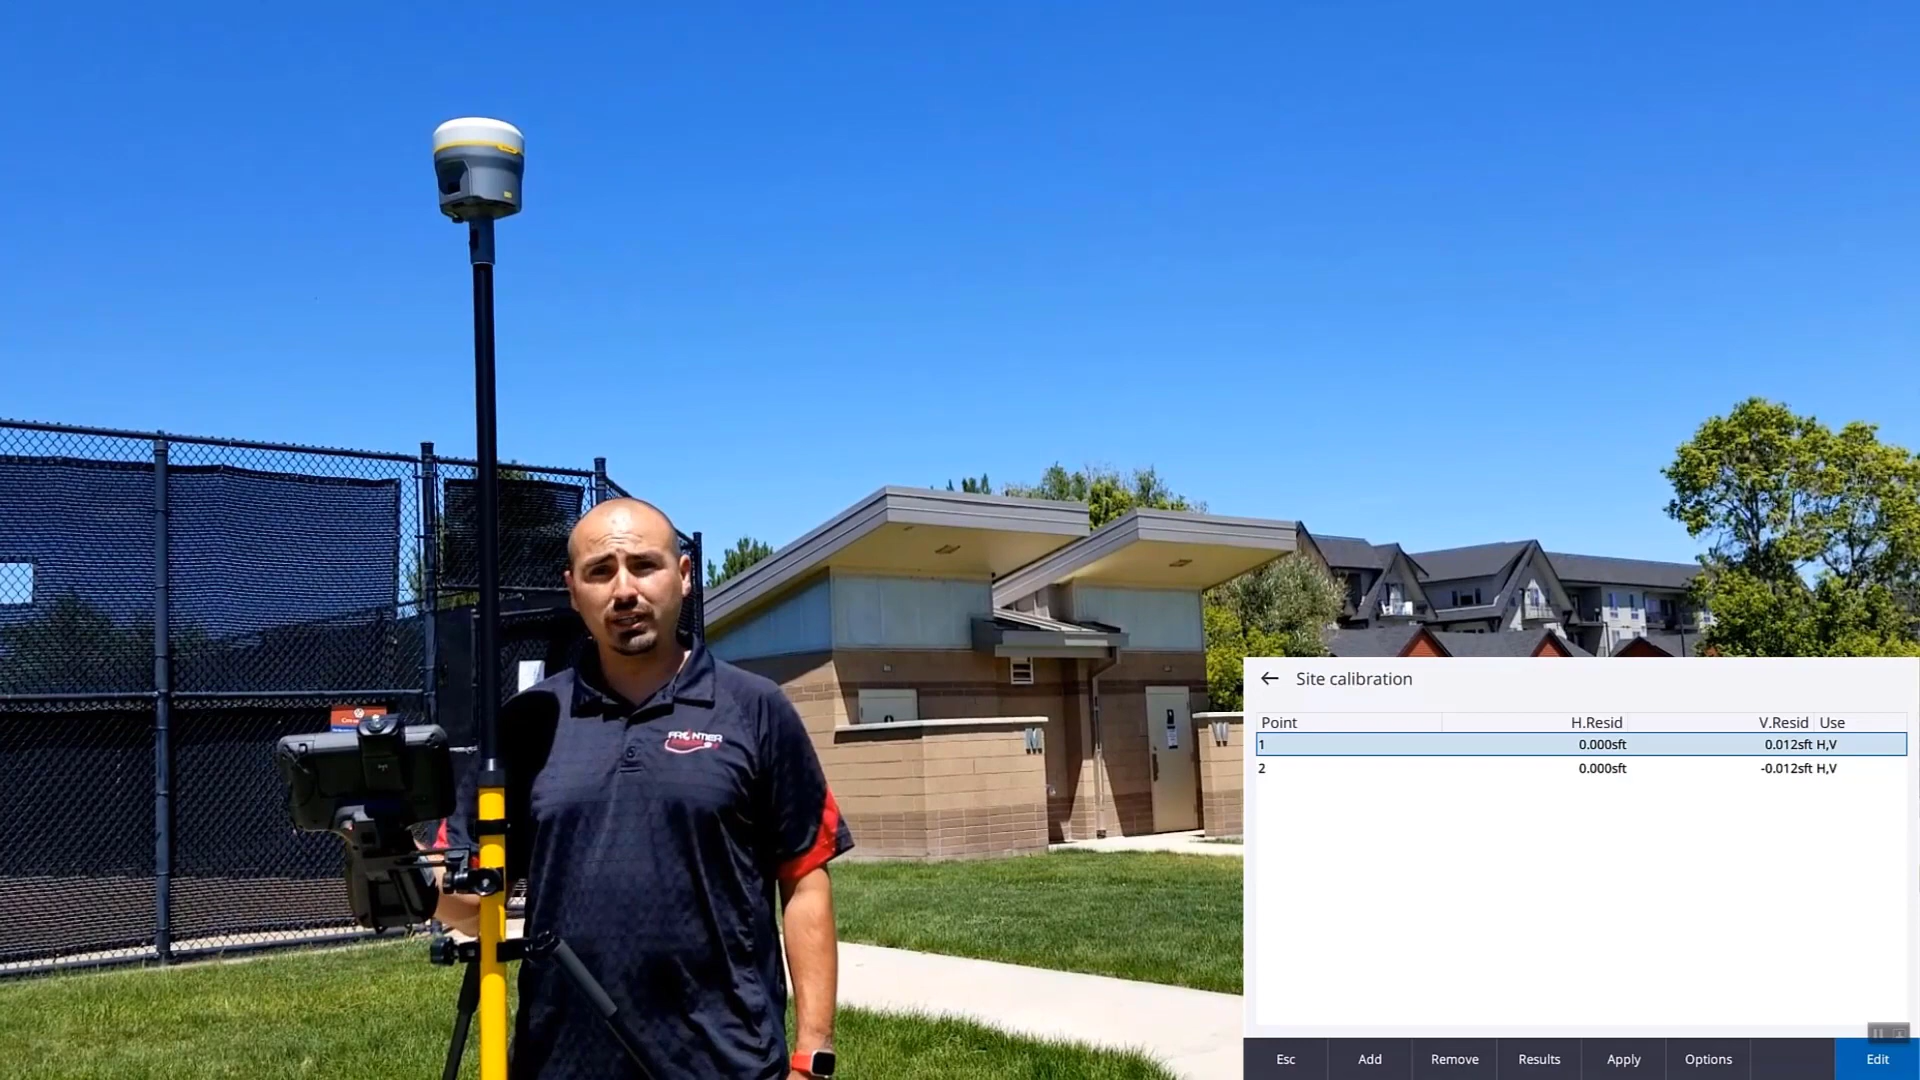 FRONTIER
M
W
← Site calibration
Point H.Resid V.Resid Use
1 0.000sft 0.012sft H,V
2 0.000sft -0.012sft H,V
Esc Add Remove Results Apply Options Edit